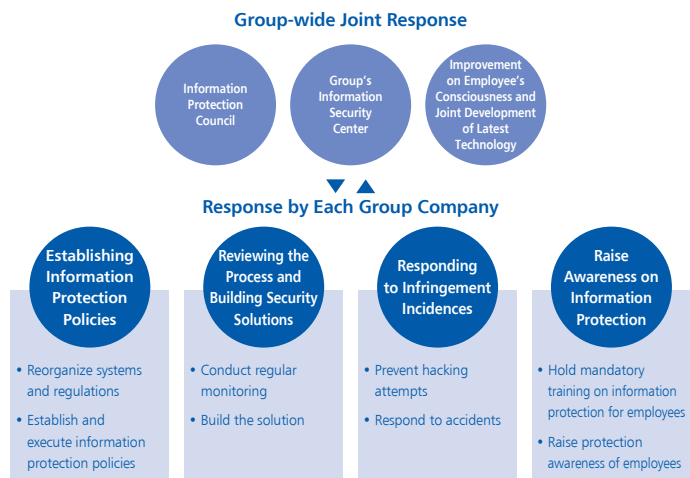 Group-wide Joint Response
Information
Protection
Council
Group's
Information
Security
Center
Improvement
on Employee's
Consciousness and
Joint Development
of Latest
Technology
Response by Each Group Company
Establishing
Information
Protection
Policies
• Reorganize systems
and regulations
• Establish and
execute information
protection policies
Reviewing the
Process and
Building Security
Solutions
• Conduct regular
monitoring
• Build the solution
Responding
to Infringement
Incidences
• Prevent hacking
attempts
• Respond to accidents
Raise
Awareness on
Information
Protection
• Hold mandatory
training on information
protection for employees
• Raise protection
awareness of employees